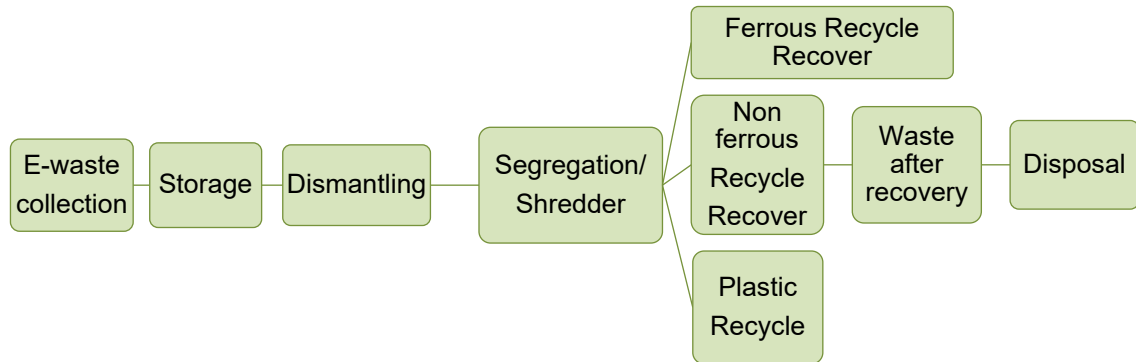 E-waste
collection
Storage
Dismantling
Segregation/
Shredder
Ferrous Recycle
Recover
Non
ferrous
Recycle
Recover
Plastic
Recycle
Waste
after
recovery
Disposal